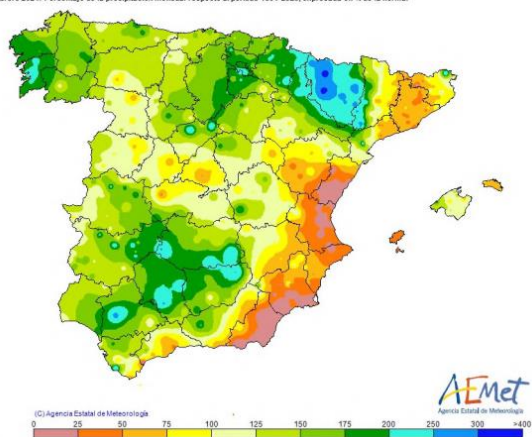 AEMet
Agencia Estatal de Meteorología
(C) Agencia Estatal de Meteorología
0 25 50 75 100 125 150 175 200 250 300 >400